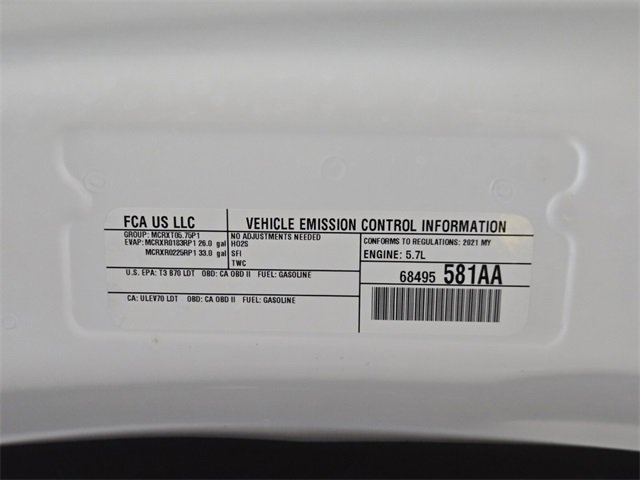 FCA US LLC
VEHICLE EMISSION CONTROL INFORMATION
GROUP: MCRXT05.75P1
EVAP: MCRXR0183RP1 26.0 gal
MCRXR0225RP1 33.0 gal
NO ADJUSTMENTS NEEDED
HO2S
SFI
TWC
CONFORMS TO REGULATIONS: 2021 MY
ENGINE: 5.7L
U.S. EPA: T3 B70 LDT OBD: CA OBD II FUEL: GASOLINE
68495 581AA
CA: ULEV70 LDT OBD: CA OBD II FUEL: GASOLINE